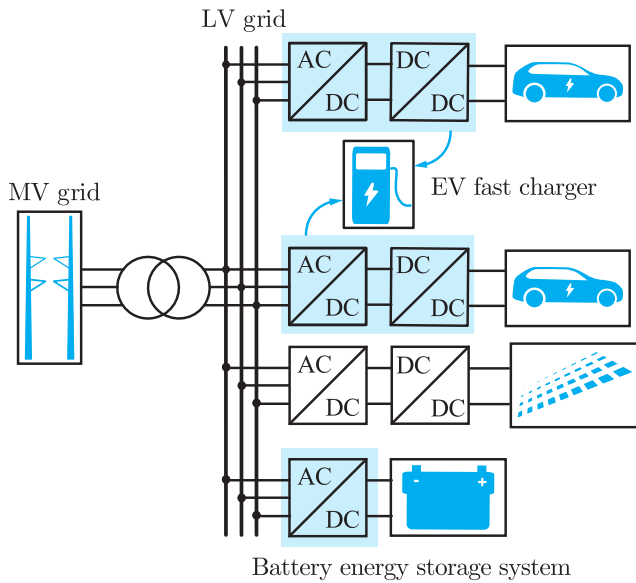 LV grid
AC
DC
DC
DC
EV fast charger
MV grid
AC
DC
DC
DC
AC
DC
DC
DC
AC
DC
- +
Battery energy storage system